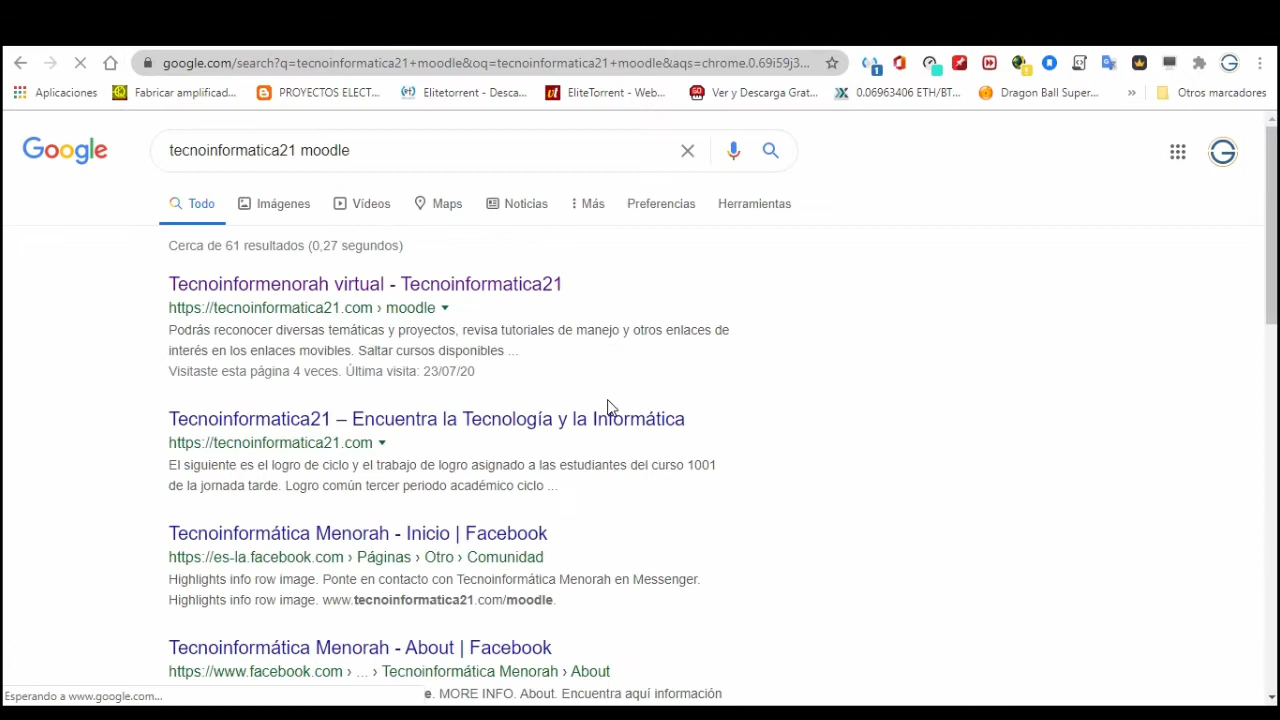 google.com/search?q=tecnoinformatica21+moodle&oq=tecnoinformatica21+moodle&aqs=chrome.0.69i59j3...
1
1
Aplicaciones Fabricar amplificad... PROYECTOS ELECT... Elitetorrent - Desca... EliteTorrent - Web... Ver y Descarga Grat... 0.06963406 ETH/BT... Dragon Ball Super... » Otros marcadores
Google tecnoinformatica21 moodle
Todo Imágenes Vídeos Maps Noticias Más Preferencias Herramientas
Cerca de 61 resultados (0,27 segundos)
Tecnoinformenorah virtual - Tecnoinformatica21
https://tecnoinformatica21.com › moodle
Podrás reconocer diversas temáticas y proyectos, revisa tutoriales de manejo y otros enlaces de
interés en los enlaces movibles. Saltar cursos disponibles ...
Visitaste esta página 4 veces. Última visita: 23/07/20
Tecnoinformatica21 – Encuentra la Tecnología y la Informática
https://tecnoinformatica21.com
El siguiente es el logro de ciclo y el trabajo de logro asignado a las estudiantes del curso 1001
de la jornada tarde. Logro común tercer periodo académico ciclo ...
Tecnoinformática Menorah - Inicio | Facebook
https://es-la.facebook.com › Páginas › Otro › Comunidad
Highlights info row image. Ponte en contacto con Tecnoinformática Menorah en Messenger.
Highlights info row image. www.tecnoinformatica21.com/moodle.
Tecnoinformática Menorah - About | Facebook
https://www.facebook.com › ... › Tecnoinformática Menorah › About
e. MORE INFO. About. Encuentra aquí información
Esperando a www.google.com...